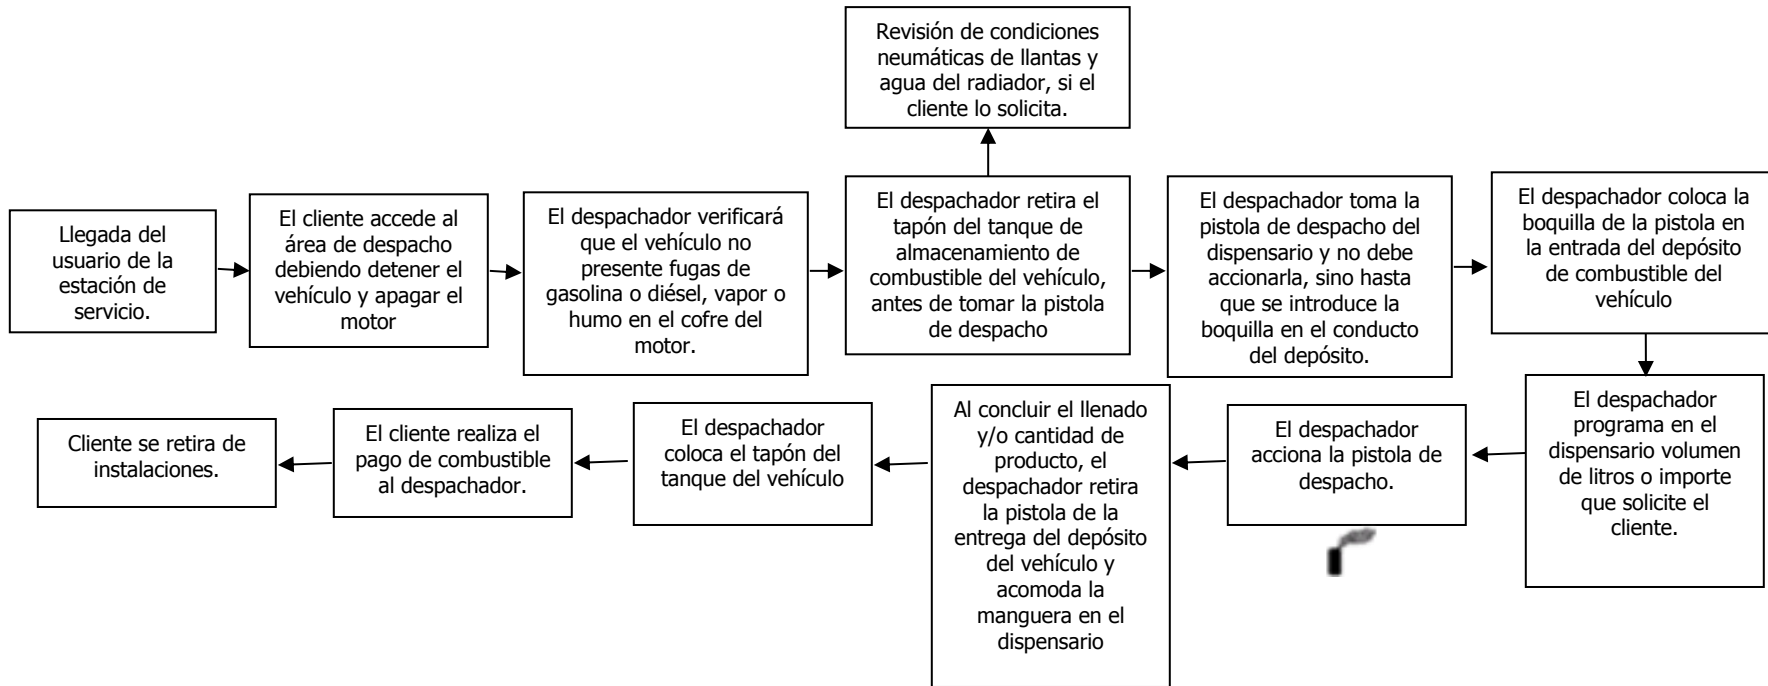 Revisión de condiciones
neumáticas de llantas y
agua del radiador, si el
cliente lo solicita.
Llegada del
usuario de la
estación de
servicio.
El cliente accede al
área de despacho
debiendo detener el
vehículo y apagar el
motor
El despachador verificará
que el vehículo no
presente fugas de
gasolina o diésel, vapor o
humo en el cofre del
motor.
El despachador retira el
tapón del tanque de
almacenamiento de
combustible del vehículo,
antes de tomar la pistola
de despacho
El despachador toma la
pistola de despacho del
dispensario y no debe
accionarla, sino hasta
que se introduce la
boquilla en el conducto
del depósito.
El despachador coloca la
boquilla de la pistola en
la entrada del depósito
de combustible del
vehículo
El despachador
programa en el
dispensario volumen
de litros o importe
que solicite el
cliente.
El despachador
acciona la pistola de
despacho.
Al concluir el llenado
y/o cantidad de
producto, el
despachador retira
la pistola de la
entrega del depósito
del vehículo y
acomoda la
manguera en el
dispensario
El despachador
coloca el tapón del
tanque del vehículo
El cliente realiza el
pago de combustible
al despachador.
Cliente se retira de
instalaciones.